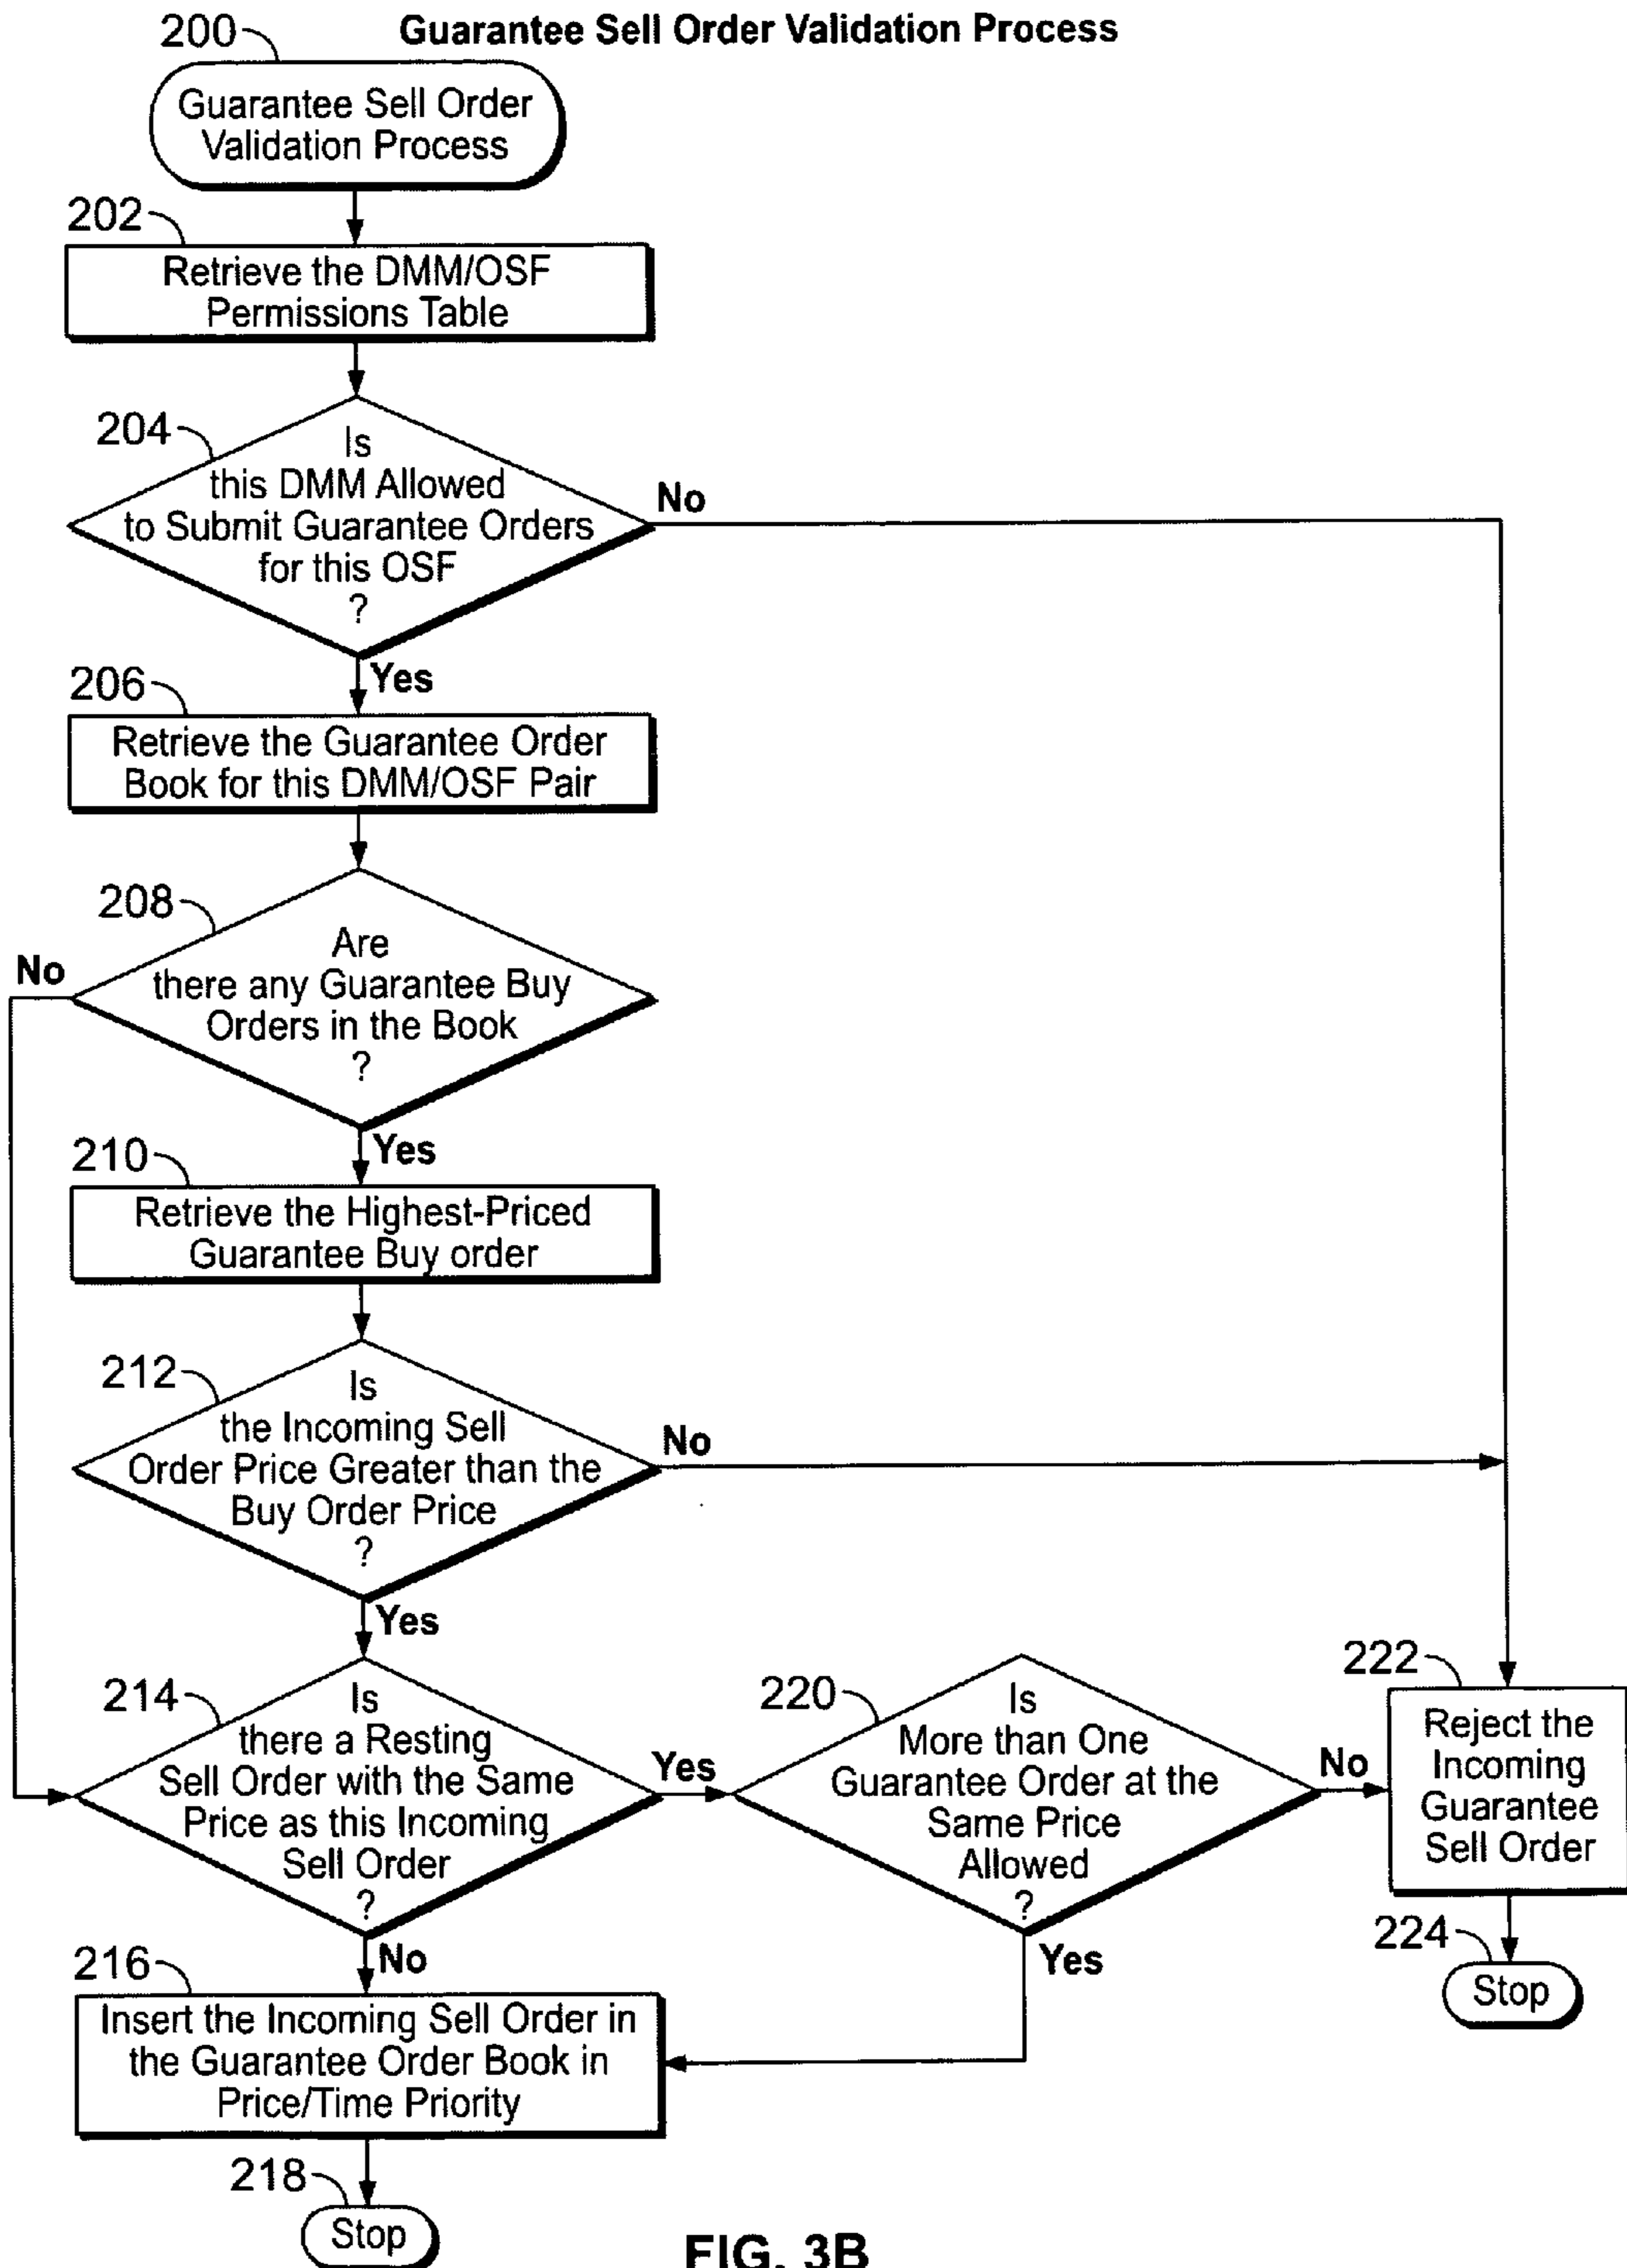 Guarantee Sell Order Validation Process
200
Guarantee Sell Order
Validation Process
202
Retrieve the DMM/OSF
Permissions Table
204
Is
this DMM Allowed
to Submit Guarantee Orders
for this OSF
?
No
Yes
206
Retrieve the Guarantee Order
Book for this DMM/OSF Pair
208
Are
there any Guarantee Buy
Orders in the Book
?
No
Yes
210
Retrieve the Highest-Priced
Guarantee Buy order
212
Is
the Incoming Sell
Order Price Greater than the
Buy Order Price
?
No
Yes
214
Is
there a Resting
Sell Order with the Same
Price as this Incoming
Sell Order
?
Yes
No
220
Is
More than One
Guarantee Order at the
Same Price
Allowed
?
No
Yes
222
Reject the
Incoming
Guarantee
Sell Order
224
Stop
216
Insert the Incoming Sell Order in
the Guarantee Order Book in
Price/Time Priority
218
Stop
FIG. 3B